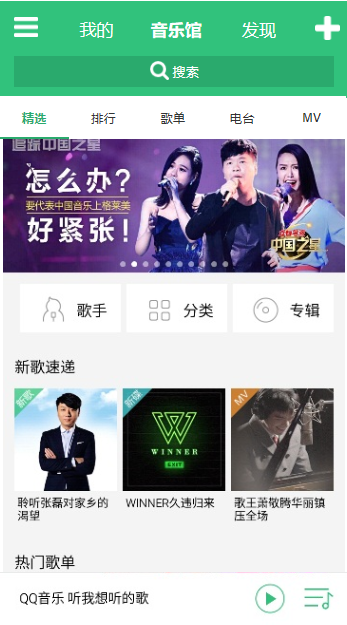 我的 音乐馆 发现
搜索
精选 排行 歌单 电台 MV
追踪中国之星
怎么办?
要代表中国音乐上格莱美
好紧张!
中国之星
歌手 分类 专辑
新歌速递
新歌 新碟 MV
WINNER
EXIT
聆听张磊对家乡的
渴望
WINNER久违归来
歌王萧敬腾华丽镇
压全场
热门歌单
QQ音乐 听我想听的歌